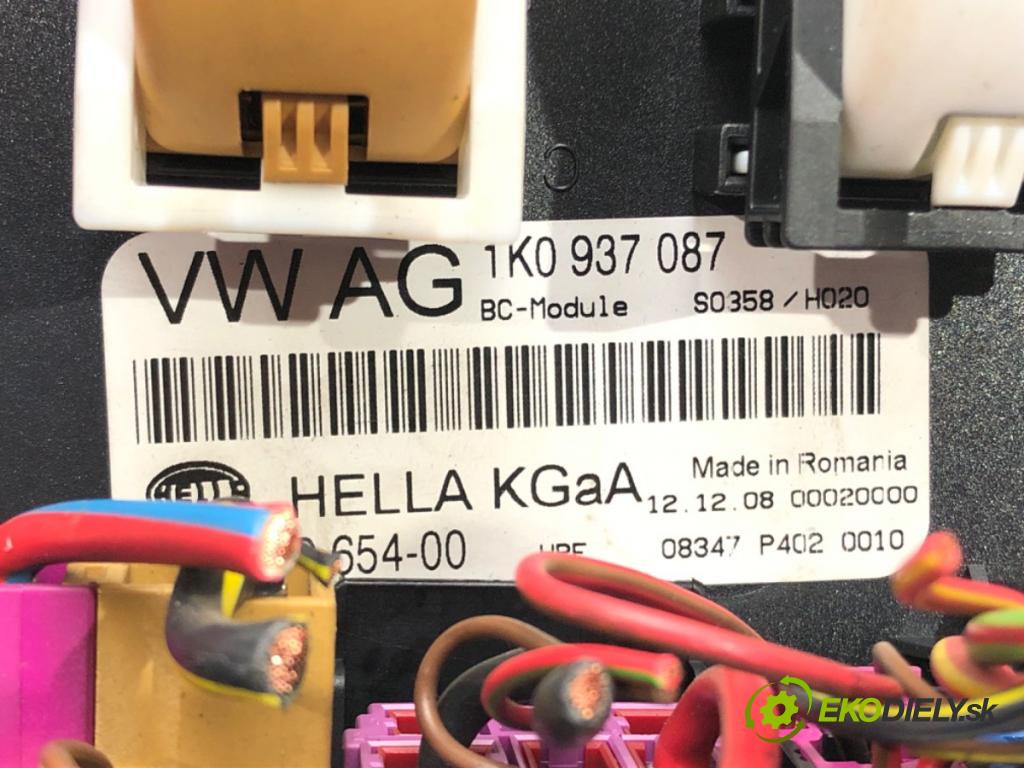 VW AG 1K0 937 087
BC-Module S0358 / H020
HELLA
HELLA KGaA Made in Romania
12.12.08 00020000
654-00 08347 P402 0010
EKODIELY.sk